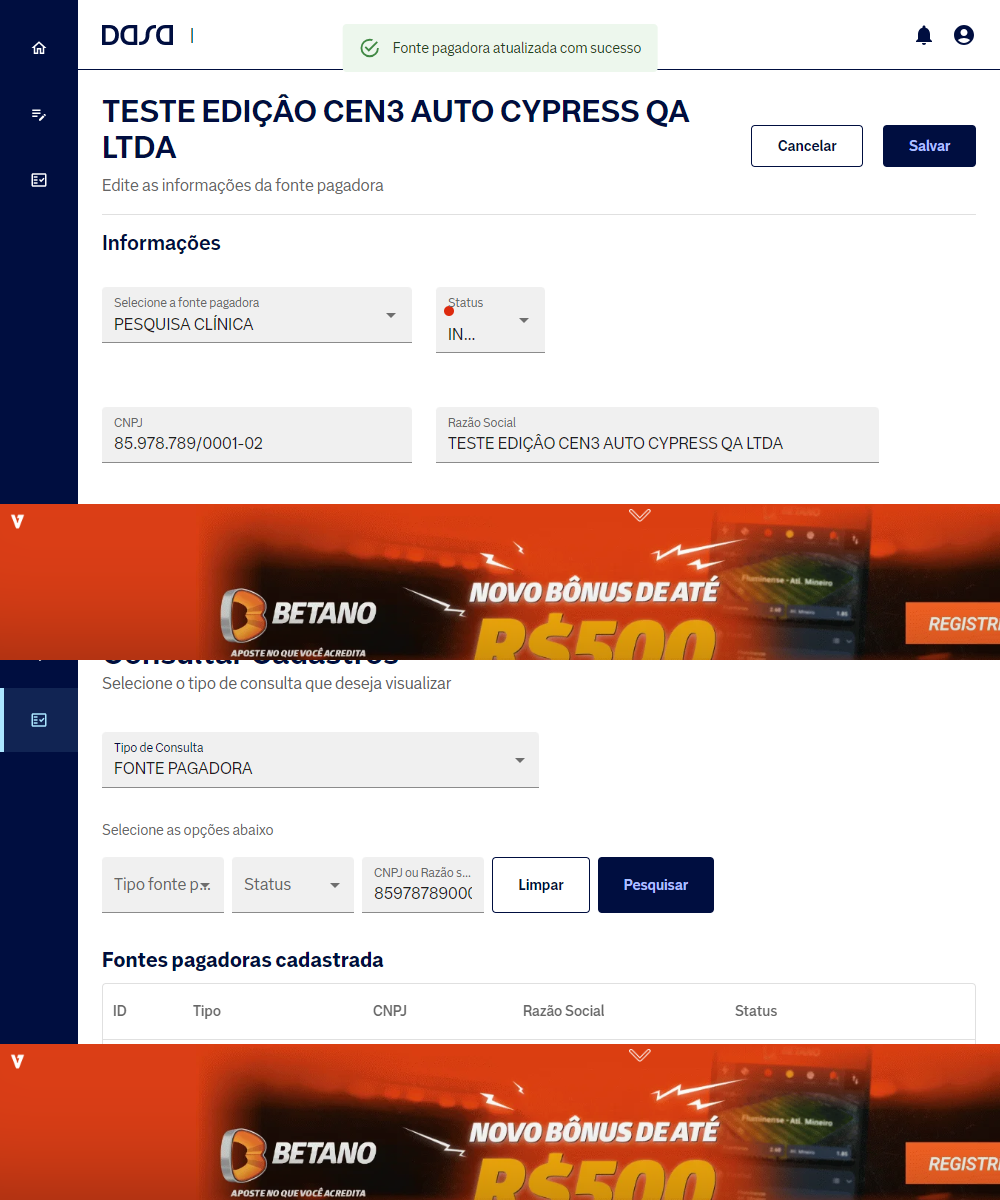 DASA
Fonte pagadora atualizada com sucesso
TESTE EDIÇÂO CEN3 AUTO CYPRESS QA
LTDA
Cancelar
Salvar
Edite as informações da fonte pagadora
Informações
Selecione a fonte pagadora
PESQUISA CLÍNICA
Status
IN...
CNPJ
85.978.789/0001-02
Razão Social
TESTE EDIÇÂO CEN3 AUTO CYPRESS QA LTDA
V
BETANO
APOSTE NO QUE VOCÊ ACREDITA
NOVO BÔNUS DE ATÉ
R$500
Fluminense - Atl. Mineiro
REGISTR
Consultar Cadastros
Selecione o tipo de consulta que deseja visualizar
Tipo de Consulta
FONTE PAGADORA
Selecione as opções abaixo
Tipo fonte p...
Status
CNPJ ou Razão s...
8597878900
Limpar
Pesquisar
Fontes pagadoras cadastrada
ID
Tipo
CNPJ
Razão Social
Status
V
BETANO
APOSTE NO QUE VOCÊ ACREDITA
NOVO BÔNUS DE ATÉ
R$500
Fluminense - Atl. Mineiro
REGISTR